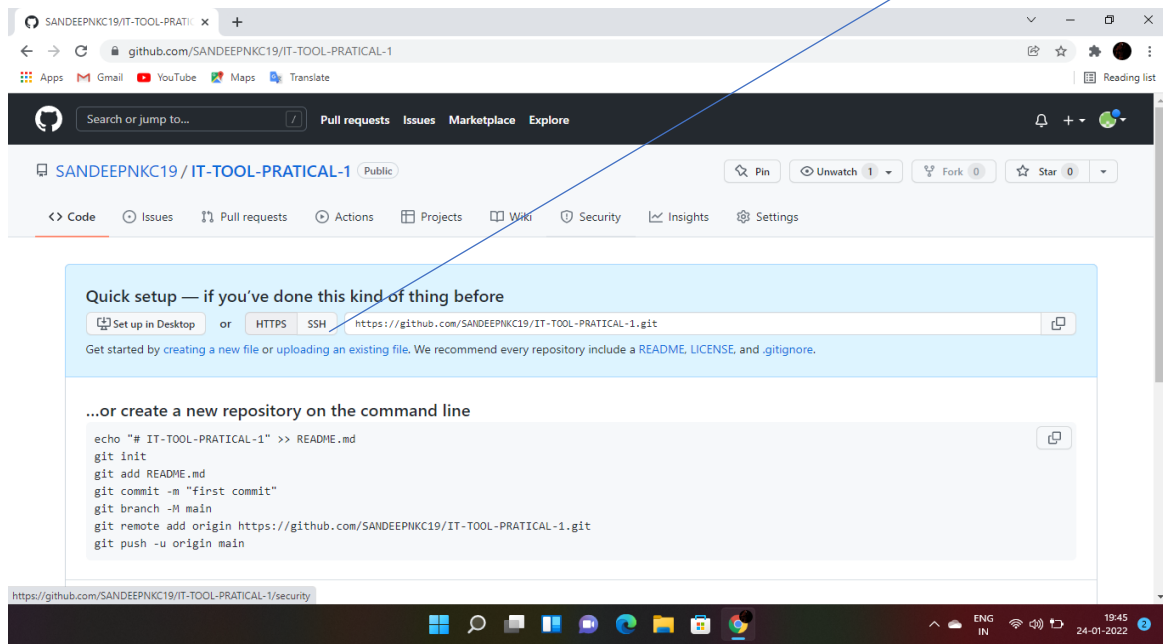 SANDEEPNKC19/IT-TOOL-PRATIC
github.com/SANDEEPNKC19/IT-TOOL-PRATICAL-1
Apps Gmail YouTube Maps Translate Reading list
Search or jump to... / Pull requests Issues Marketplace Explore
SANDEEPNKC19 / IT-TOOL-PRATICAL-1 Public Pin Unwatch 1 Fork 0 Star 0
<> Code Issues Pull requests Actions Projects Wiki Security Insights Settings
Quick setup — if you've done this kind of thing before
Set up in Desktop or HTTPS SSH https://github.com/SANDEEPNKC19/IT-TOOL-PRATICAL-1.git
Get started by creating a new file or uploading an existing file. We recommend every repository include a README, LICENSE, and .gitignore.
...or create a new repository on the command line
echo "# IT-TOOL-PRATICAL-1" >> README.md
git init
git add README.md
git commit -m "first commit"
git branch -M main
git remote add origin https://github.com/SANDEEPNKC19/IT-TOOL-PRATICAL-1.git
git push -u origin main
https://github.com/SANDEEPNKC19/IT-TOOL-PRATICAL-1/security
ENG 19:45
IN 24-01-2022 2